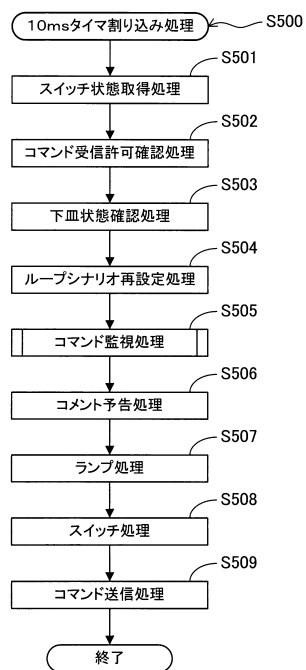 10msタイマ割り込み処理
S500
S501
スイッチ状態取得処理
S502
コマンド受信許可確認処理
S503
下皿状態確認処理
S504
ループシナリオ再設定処理
S505
コマンド監視処理
S506
コメント予告処理
S507
ランプ処理
S508
スイッチ処理
S509
コマンド送信処理
終了